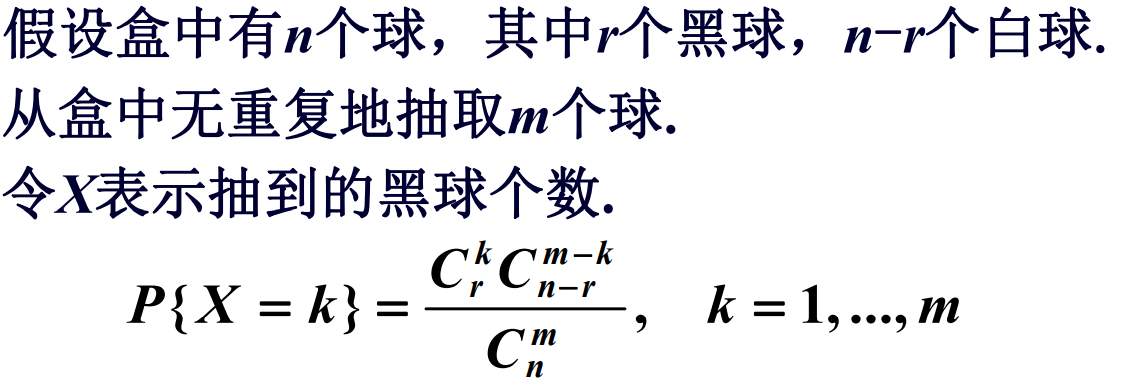 假设盒中有n个球，其中r个黑球，n−r个白球.
从盒中无重复地抽取m个球.
令X表示抽到的黑球个数.
P{X = k} = \frac{C_r^k C_{n-r}^{m-k}}{C_n^m}, k = 1,...,m